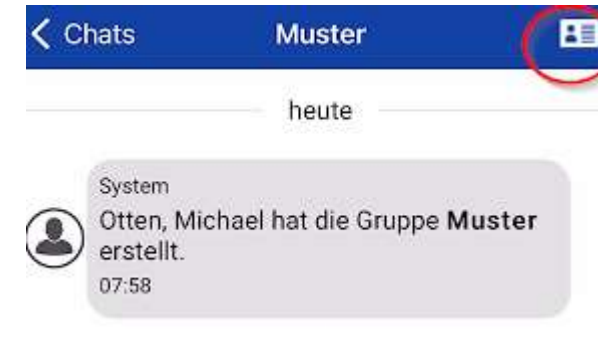 Chats
Muster
heute
System
Otten, Michael hat die Gruppe Muster
erstellt.
07:58